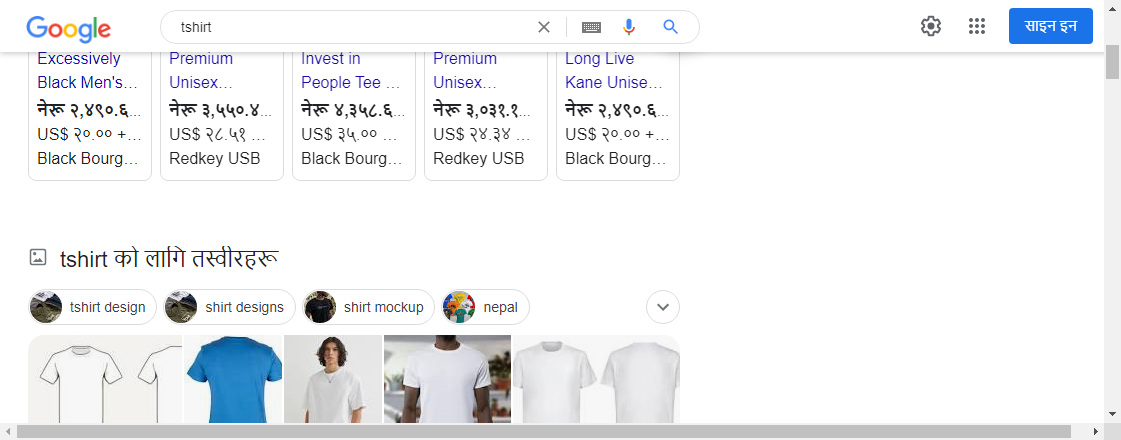 Google
tshirt
साइन इन
Excessively
Black Men's...
नेरू २,४९०.६...
US$ २०.०० +...
Black Bourg...
Premium
Unisex...
नेरू ३,५५०.४...
US$ २८.५१ ...
Redkey USB
Invest in
People Tee ...
नेरू ४,३५८.६...
US$ ३५.०० ...
Black Bourg...
Premium
Unisex...
नेरू ३,०३१.१...
US$ २४.३४ ...
Redkey USB
Long Live
Kane Unise...
नेरू २,४९०.६...
US$ २०.०० +...
Black Bourg...
tshirt को लागि तस्वीरहरू
tshirt design
shirt designs
shirt mockup
nepal